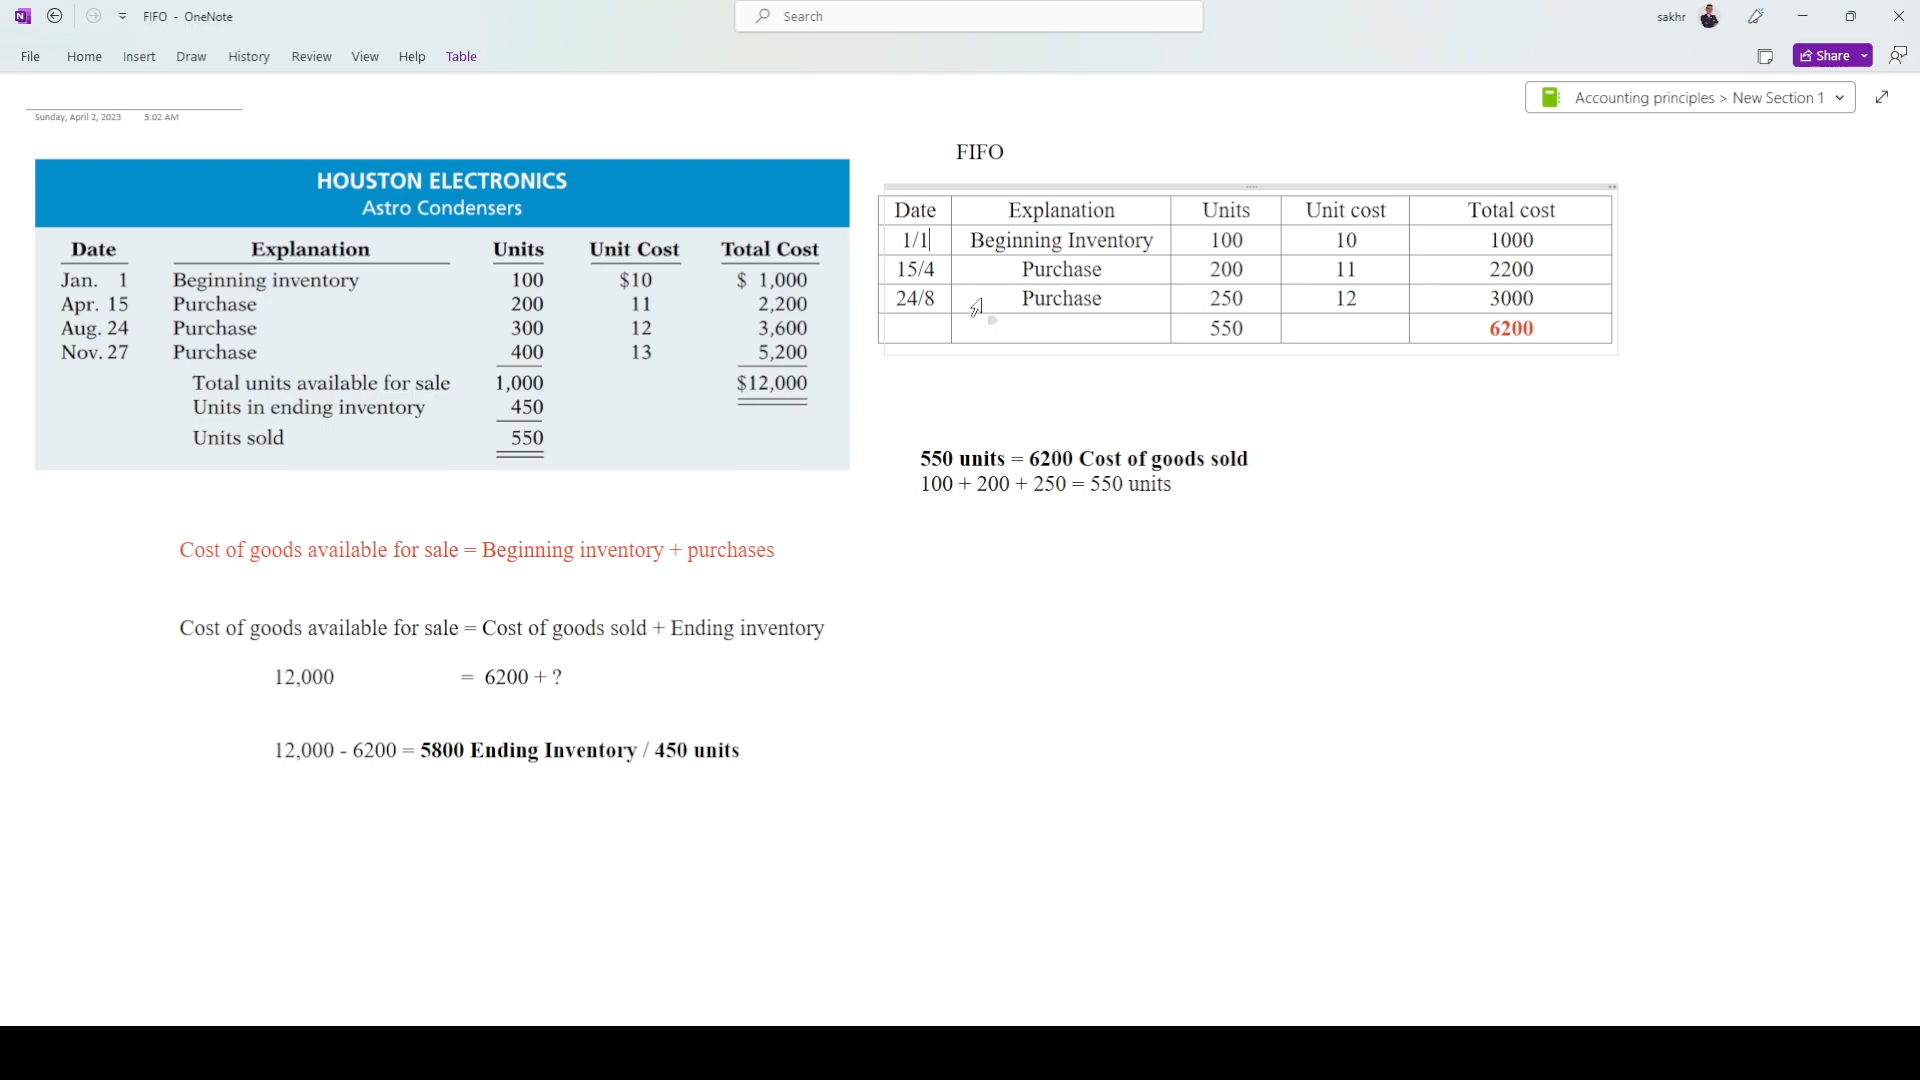 FIFO - OneNote
Search
sakhr
File Home Insert Draw History Review View Help Table
Share
Accounting principles > New Section 1
Sunday, April 2, 2023 5:02 AM
HOUSTON ELECTRONICS
Astro Condensers
Date Explanation Units Unit Cost Total Cost
Jan. 1 Beginning inventory 100 $10 $ 1,000
Apr. 15 Purchase 200 11 2,200
Aug. 24 Purchase 300 12 3,600
Nov. 27 Purchase 400 13 5,200
Total units available for sale 1,000 $12,000
Units in ending inventory 450
Units sold 550
FIFO
Date Explanation Units Unit cost Total cost
1/1 Beginning Inventory 100 10 1000
15/4 Purchase 200 11 2200
24/8 Purchase 250 12 3000
550 6200
550 units = 6200 Cost of goods sold
100 + 200 + 250 = 550 units
Cost of goods available for sale = Beginning inventory + purchases
Cost of goods available for sale = Cost of goods sold + Ending inventory
12,000 = 6200 + ?
12,000 - 6200 = 5800 Ending Inventory / 450 units